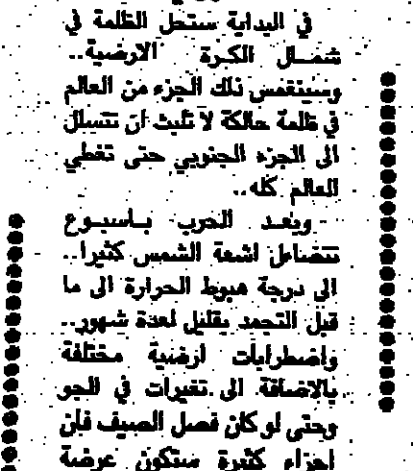 في البداية ستحل الظلمة في
شمال الكرة الارضية..
وسينغمس ذلك الجزء من العالم
في ظلمة حالكة لا تلبث ان تتسلل
الى الجزء الجنوبي حتى تغطي
العالم كله..
- وبعد الحرب باسبوع
تتضاءل اشعة الشمس كثيرا..
الى درجة هبوط الحرارة الى ما
قبل التجمد بقليل لعدة شهور..
واضطرابات ارضية مختلفة
بالاضافة الى تغيرات في الجو
وحتى لو كان فصل الصيف فان
اجزاء كثيرة ستكون عرضة